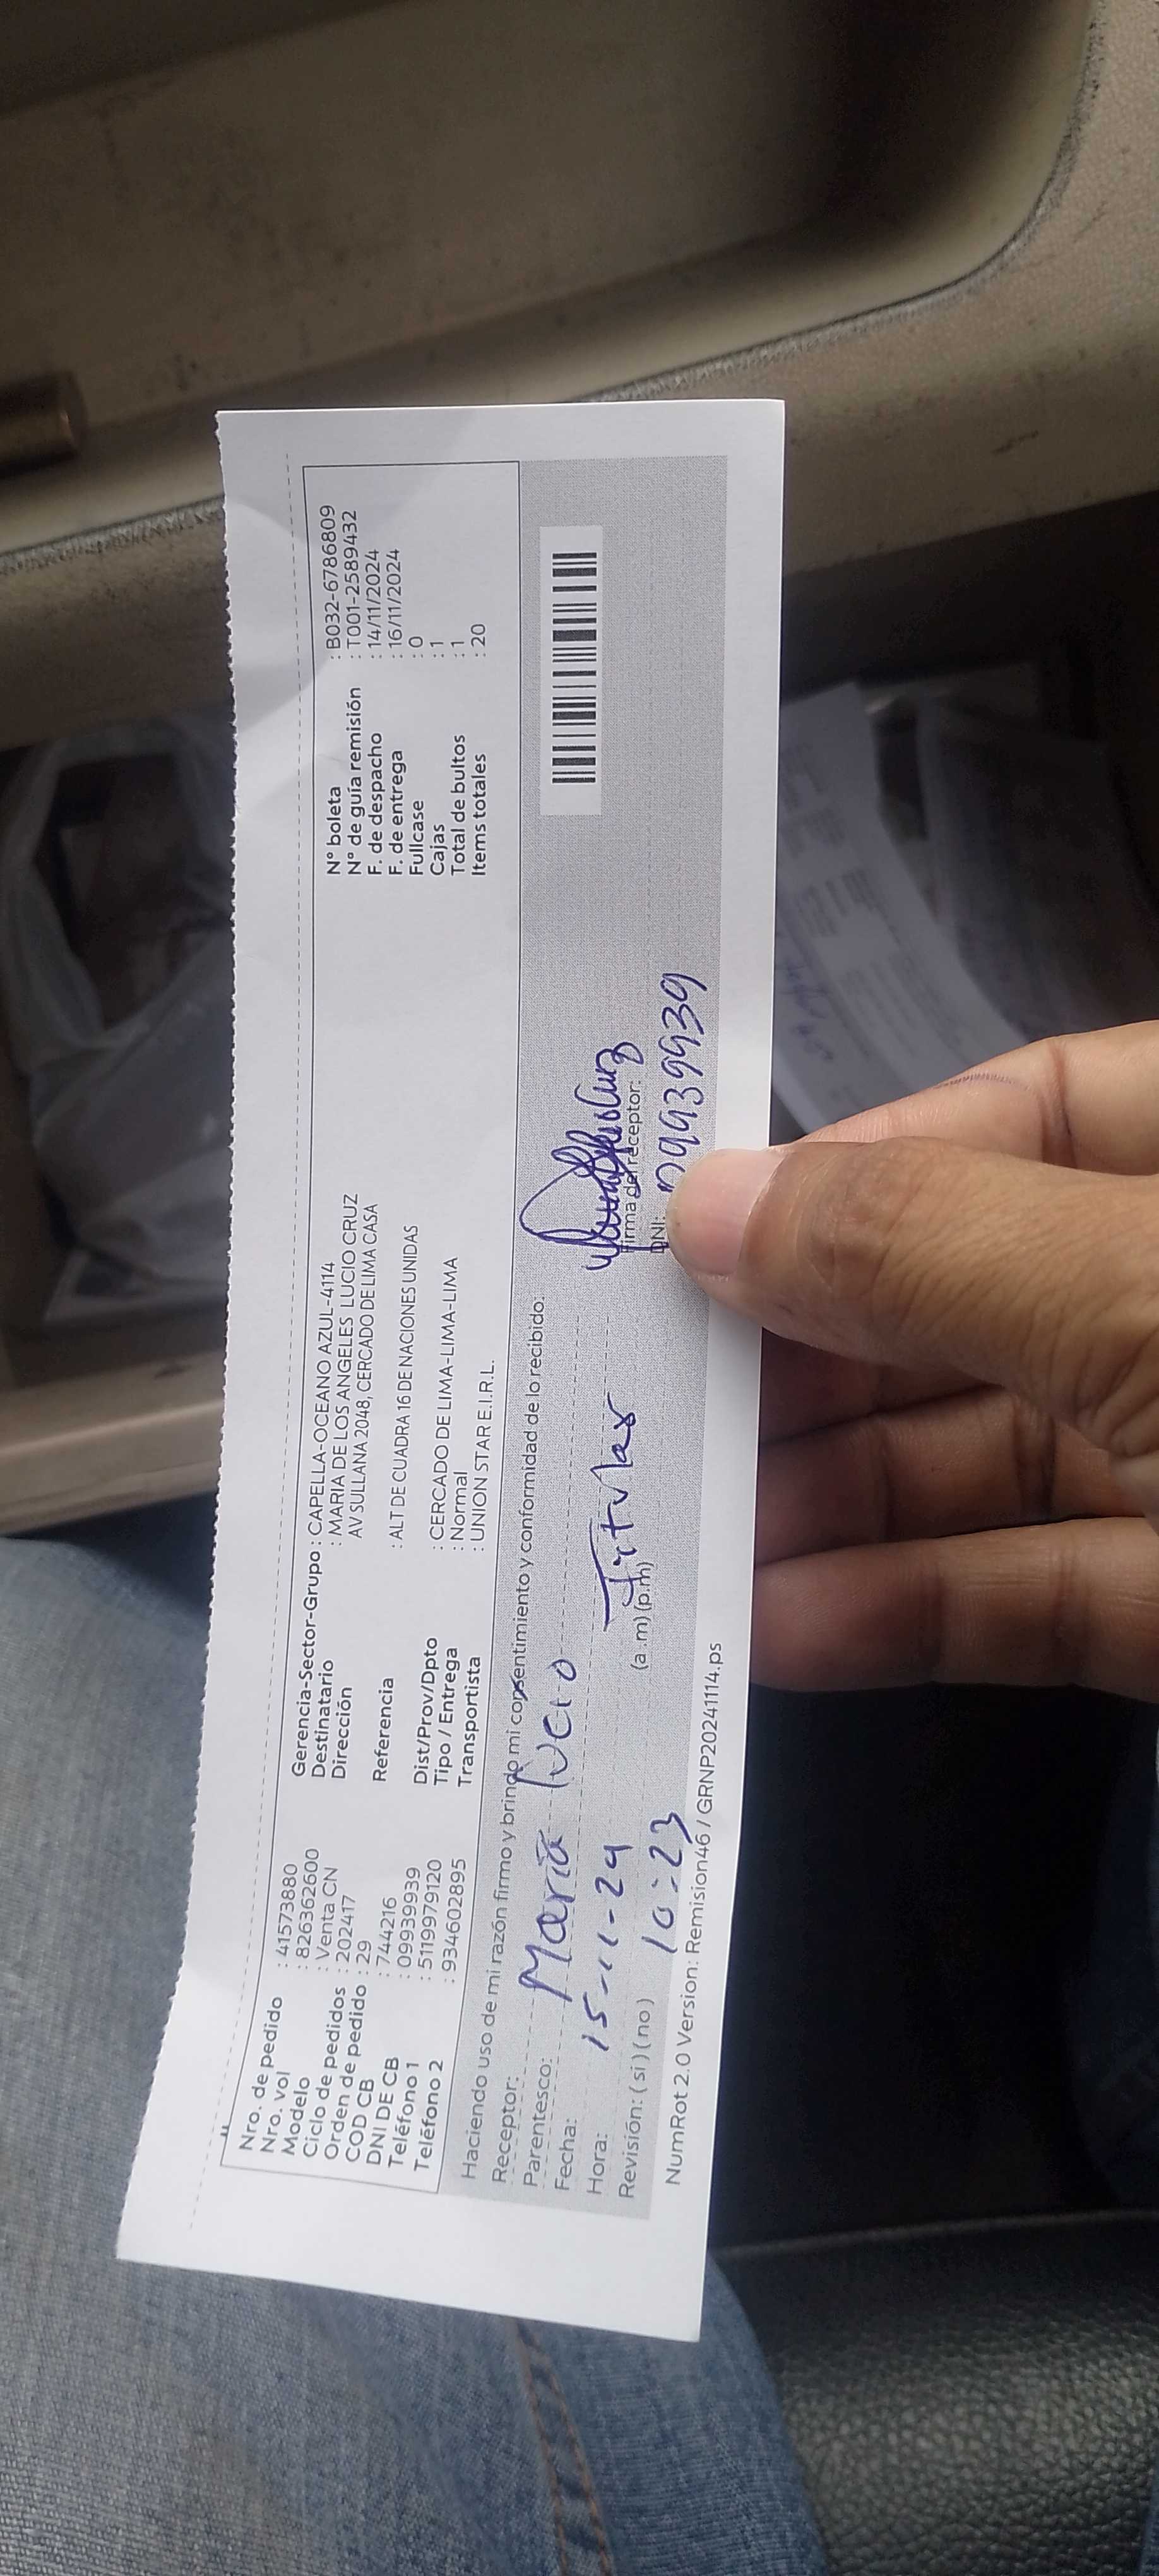 Nro. de pedido : 41573880
Nro. vol : 826362600
Modelo : Venta CN
Ciclo de pedidos : 202417
Orden de pedido : 29
COD CB : 744216
DNI DE CB : 09939939
Teléfono 1 : 5119979120
Teléfono 2 : 934602895
Gerencia-Sector-Grupo : CAPELLA-OCEANO AZUL-4114
Destinatario : MARIA DE LOS ANGELES LUCIO CRUZ
Dirección AV SULLANA 2048, CERCADO DE LIMA CASA
Referencia : ALT DE CUADRA 16 DE NACIONES UNIDAS
Dist/Prov/Dpto : CERCADO DE LIMA-LIMA-LIMA
Tipo / Entrega : Normal
Transportista : UNION STAR E.I.R.L.
N° boleta : B032-6786809
N° de guía remisión : T001-2589432
F. de despacho : 14/11/2024
F. de entrega : 16/11/2024
Fullcase : 0
Cajas : 1
Total de bultos : 1
Items totales : 20
Haciendo uso de mi razón firmo y brindo mi consentimiento y conformidad de lo recibido:
Receptor: Maria Lucio
Parentesco: Titular
Fecha: 15-11-24
Hora: 10:23 (a.m) (p.m)
Revisión: ( si ) ( no )
Firma del receptor:
DNI: 09939939
NumRot 2.0 Version: Remision46 / GRNP20241114.ps